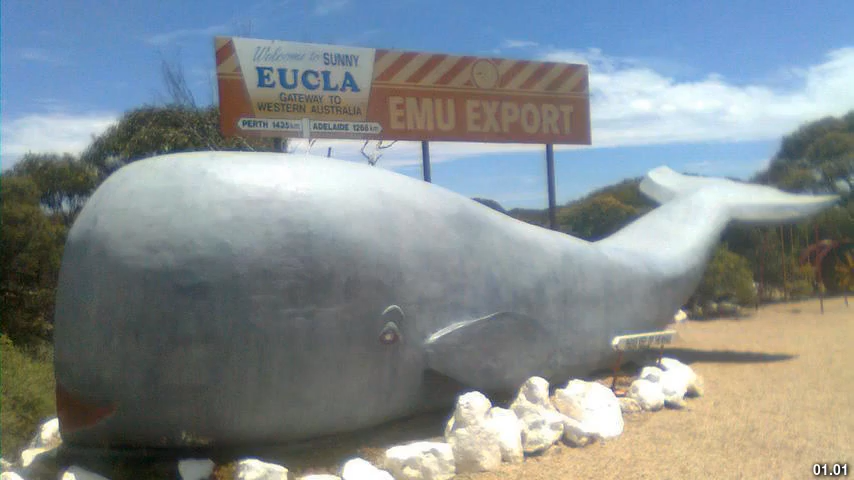 Welcome to SUNNY
EUCLA
GATEWAY TO
WESTERN AUSTRALIA
PERTH 1435km
ADELAIDE 1266km
EMU EXPORT
01.01